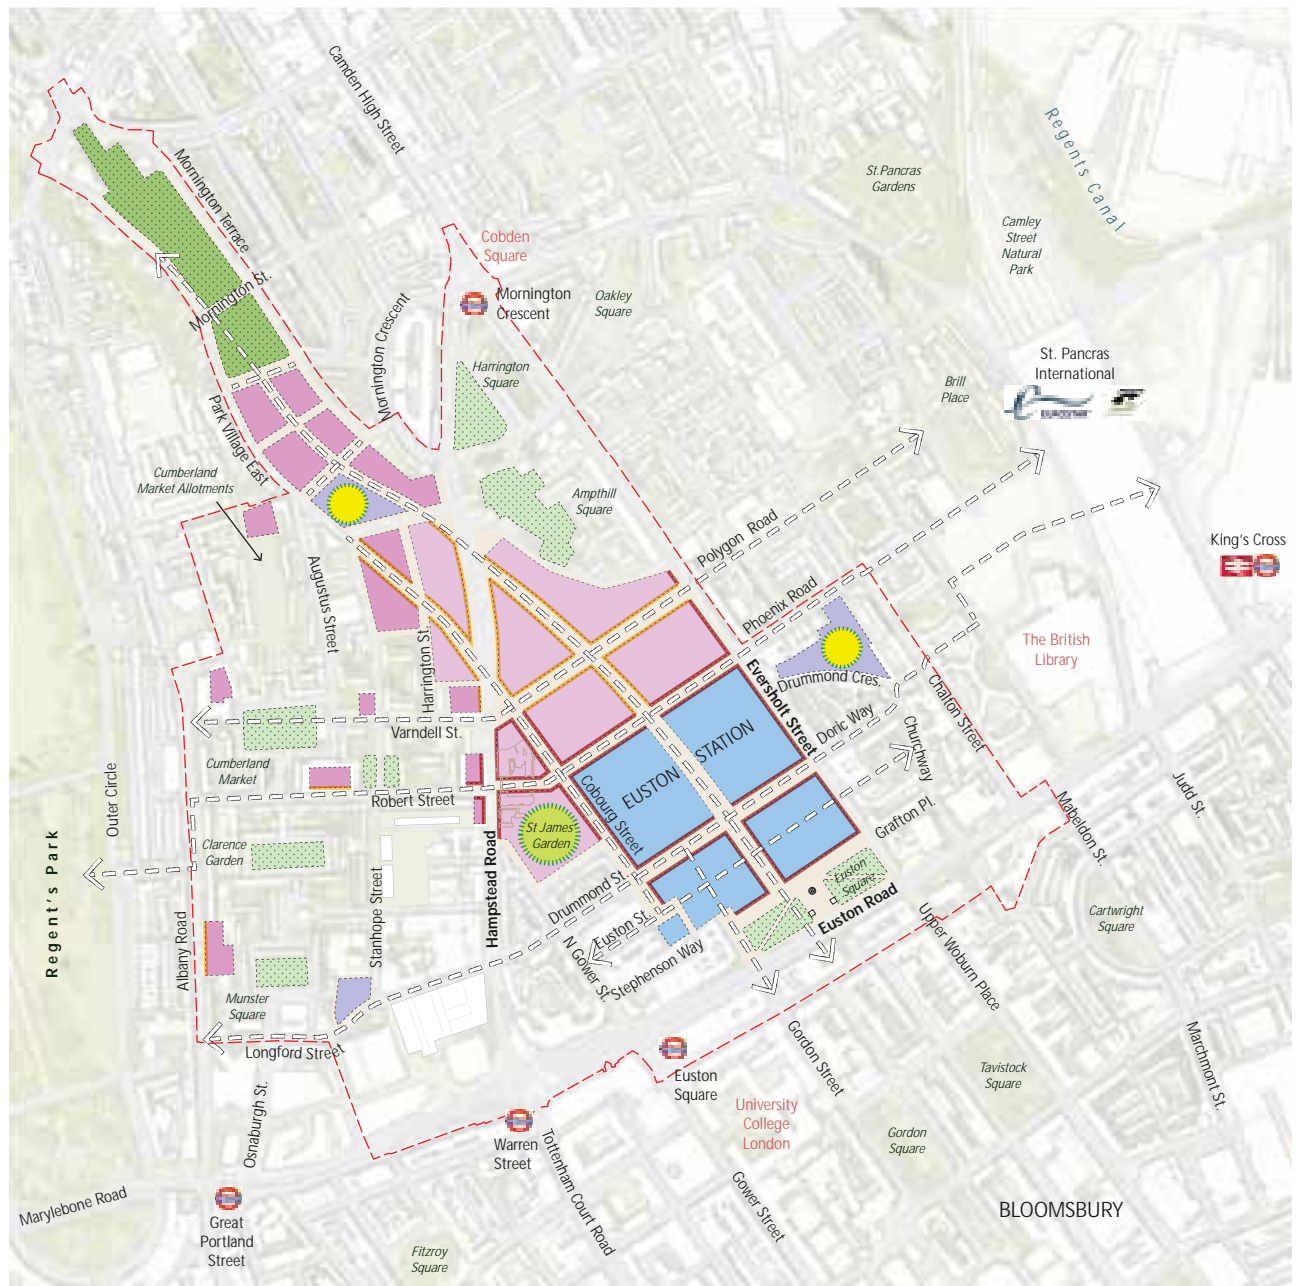 Camden High Street
Regents Canal
St.Pancras
Gardens
Mornington Terrace
Camley
Street
Natural
Park
Cobden
Square
Mornington St.
Mornington
Crescent
Oakley
Square
Mornington Crescent
St. Pancras
International
EUROSTAR
Harrington
Square
Brill
Place
Park Village East
Cumberland
Market Allotments
Ampthill
Square
Polygon Road
King's Cross
Augustus Street
Phoenix Road
Harrington St.
The British
Library
Drummond Cres.
Eversholt Street
Chalton Street
Varndell St.
Doric Way
Churchway
EUSTON STATION
Cumberland
Market
Outer Circle
Robert Street
Cobourg Street
Judd St.
Mabeldon St.
Grafton Pl.
St James
Garden
Clarence
Garden
Regent's Park
Stanhope Street
Hampstead Road
Drummond St.
Euston
Square
Euston Road
Albany Road
Euston St.
N Gower St.
Stephenson Way
Upper Woburn Place
Cartwright
Square
Munster
Square
Longford Street
Gordon Street
Marchmont St.
Euston
Square
Tavistock
Square
Osnaburgh St.
University
College
London
Gordon
Square
Warren
Street
Tottenham Court Road
Gower Street
Marylebone Road
Great
Portland
Street
Fitzroy
Square
BLOOMSBURY